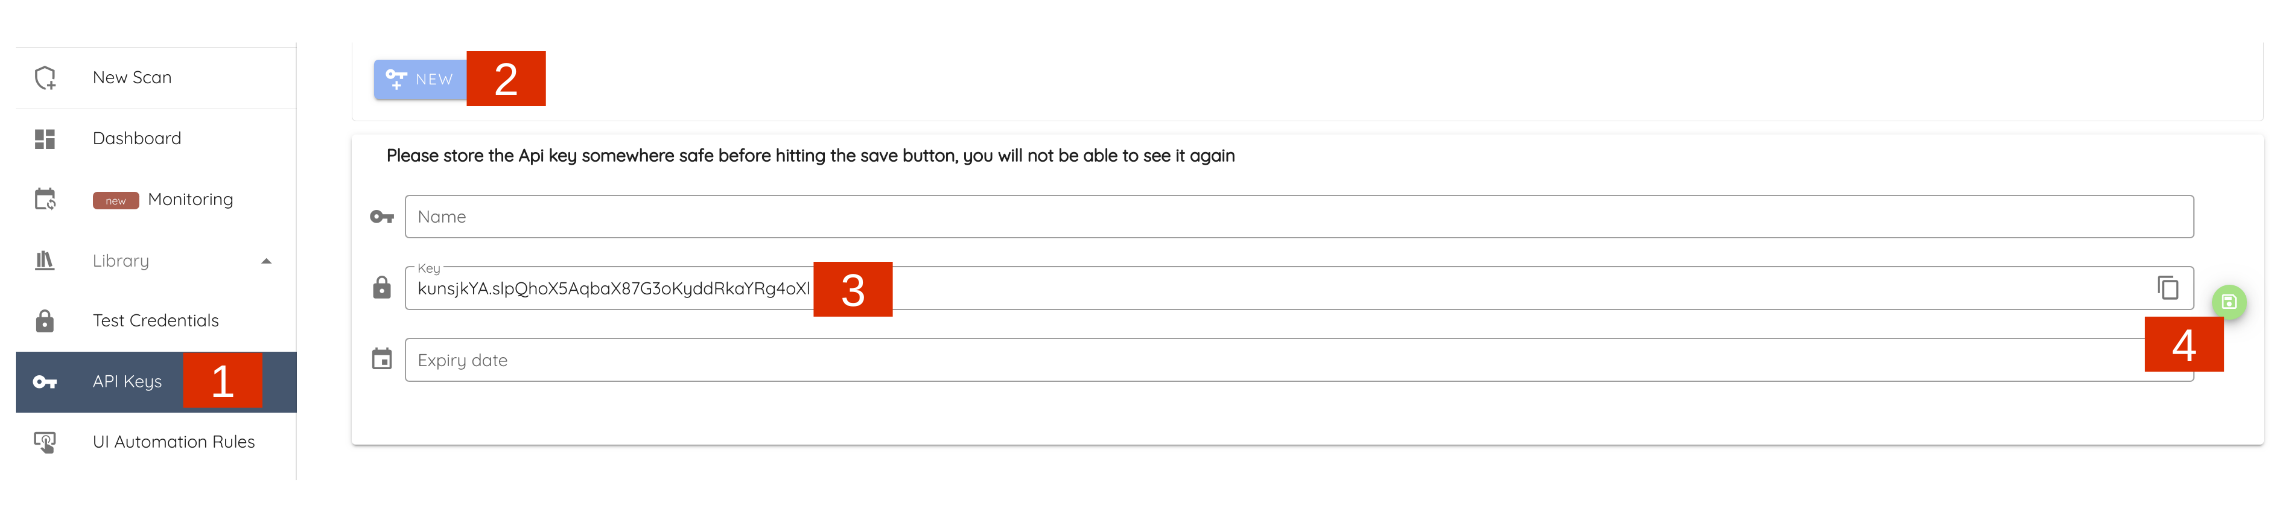 New Scan
Dashboard
new Monitoring
Library
Test Credentials
API Keys 1
UI Automation Rules
NEW 2
Please store the Api key somewhere safe before hitting the save button, you will not be able to see it again
Name
Key
kunsjkYA.slpQhoX5AqbaX87G3oKyddRkaYRg4oXl 3
4
Expiry date